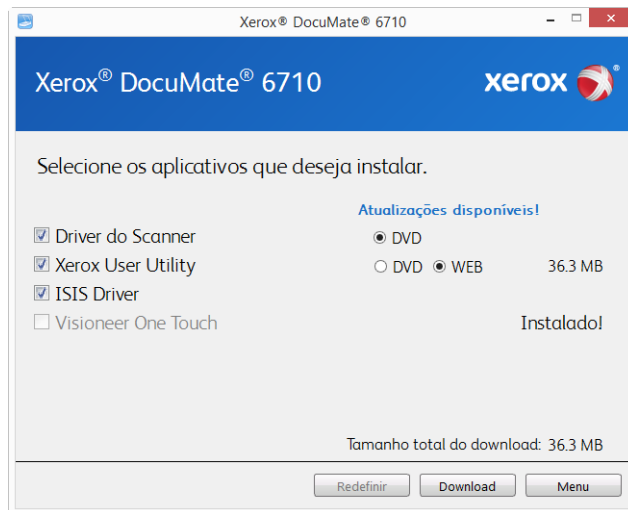 Xerox® DocuMate® 6710
Xerox® DocuMate® 6710
xerox®
Selecione os aplicativos que deseja instalar.
Atualizações disponíveis!
Driver do Scanner DVD
Xerox User Utility DVD WEB 36.3 MB
ISIS Driver
Visioneer One Touch Instalado!
Tamanho total do download: 36.3 MB
Redefinir Download Menu